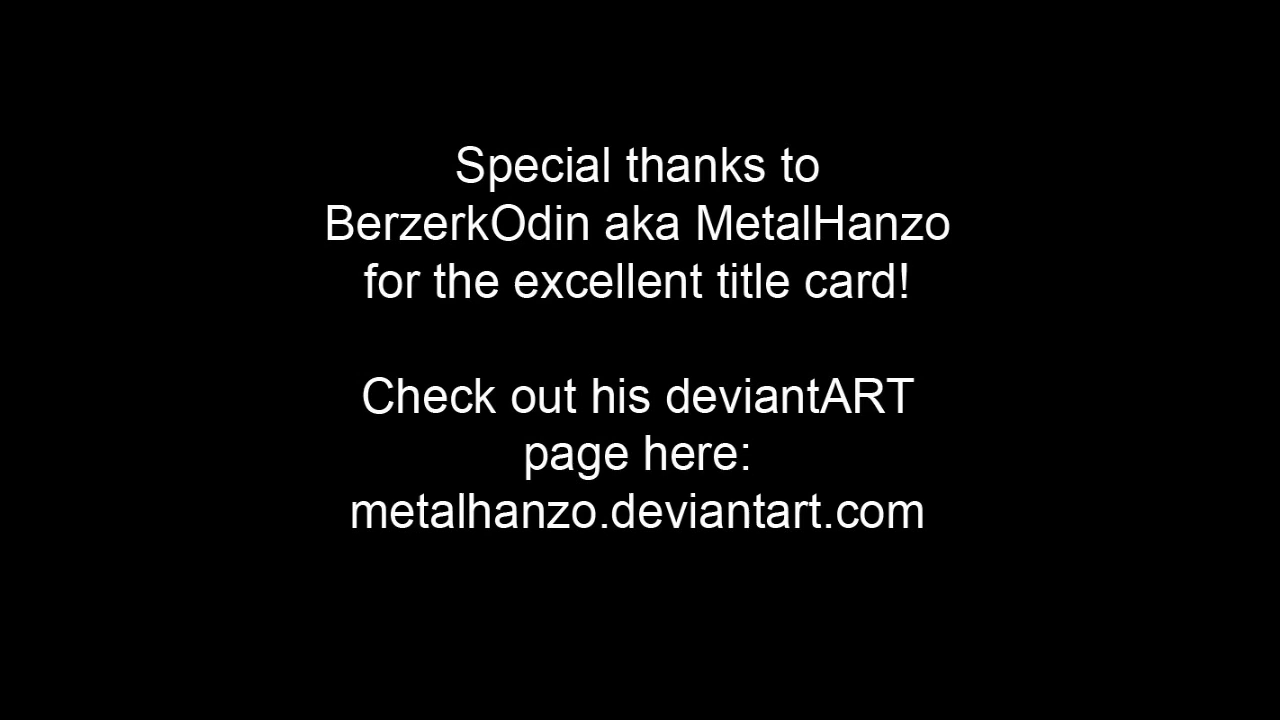 Special thanks to
BerzerkOdin aka MetalHanzo
for the excellent title card!
Check out his deviantART
page here:
metalhanzo.deviantart.com